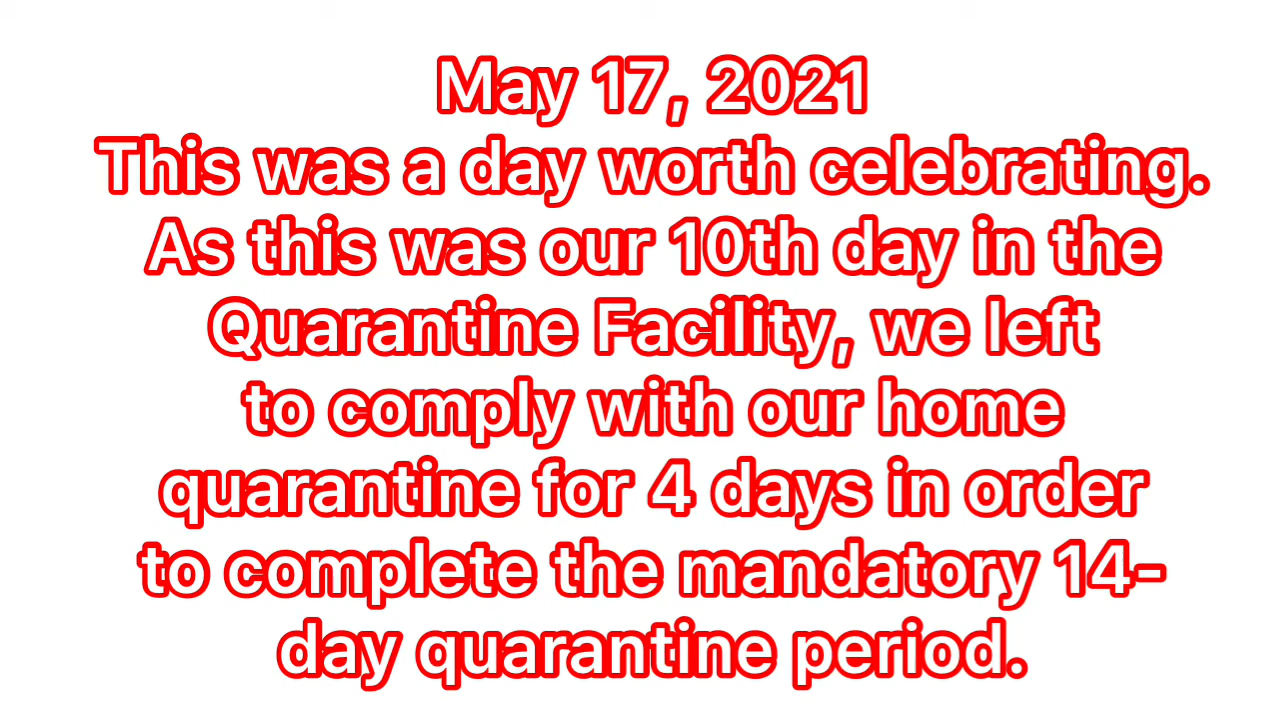 May 17, 2021
This was a day worth celebrating.
As this was our 10th day in the
Quarantine Facility, we left
to comply with our home
quarantine for 4 days in order
to complete the mandatory 14-
day quarantine period.